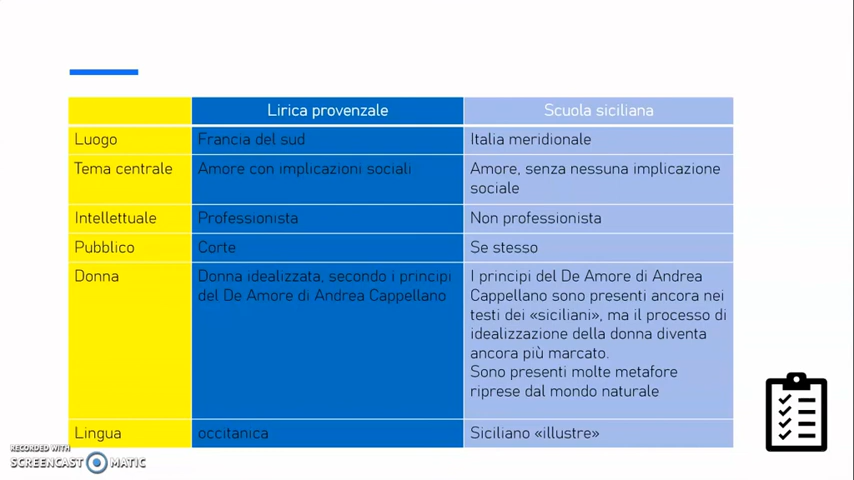 Lirica provenzale Scuola siciliana
Luogo Francia del sud Italia meridionale
Tema centrale Amore con implicazioni sociali Amore, senza nessuna implicazione
sociale
Intellettuale Professionista Non professionista
Pubblico Corte Se stesso
Donna Donna idealizzata, secondo i principi
del De Amore di Andrea Cappellano
I principi del De Amore di Andrea
Cappellano sono presenti ancora nei
testi dei «siciliani», ma il processo di
idealizzazione della donna diventa
ancora più marcato.
Sono presenti molte metafore
riprese dal mondo naturale
Lingua occitanica Siciliano «illustre»
RECORDED WITH
SCREENCAST MATIC